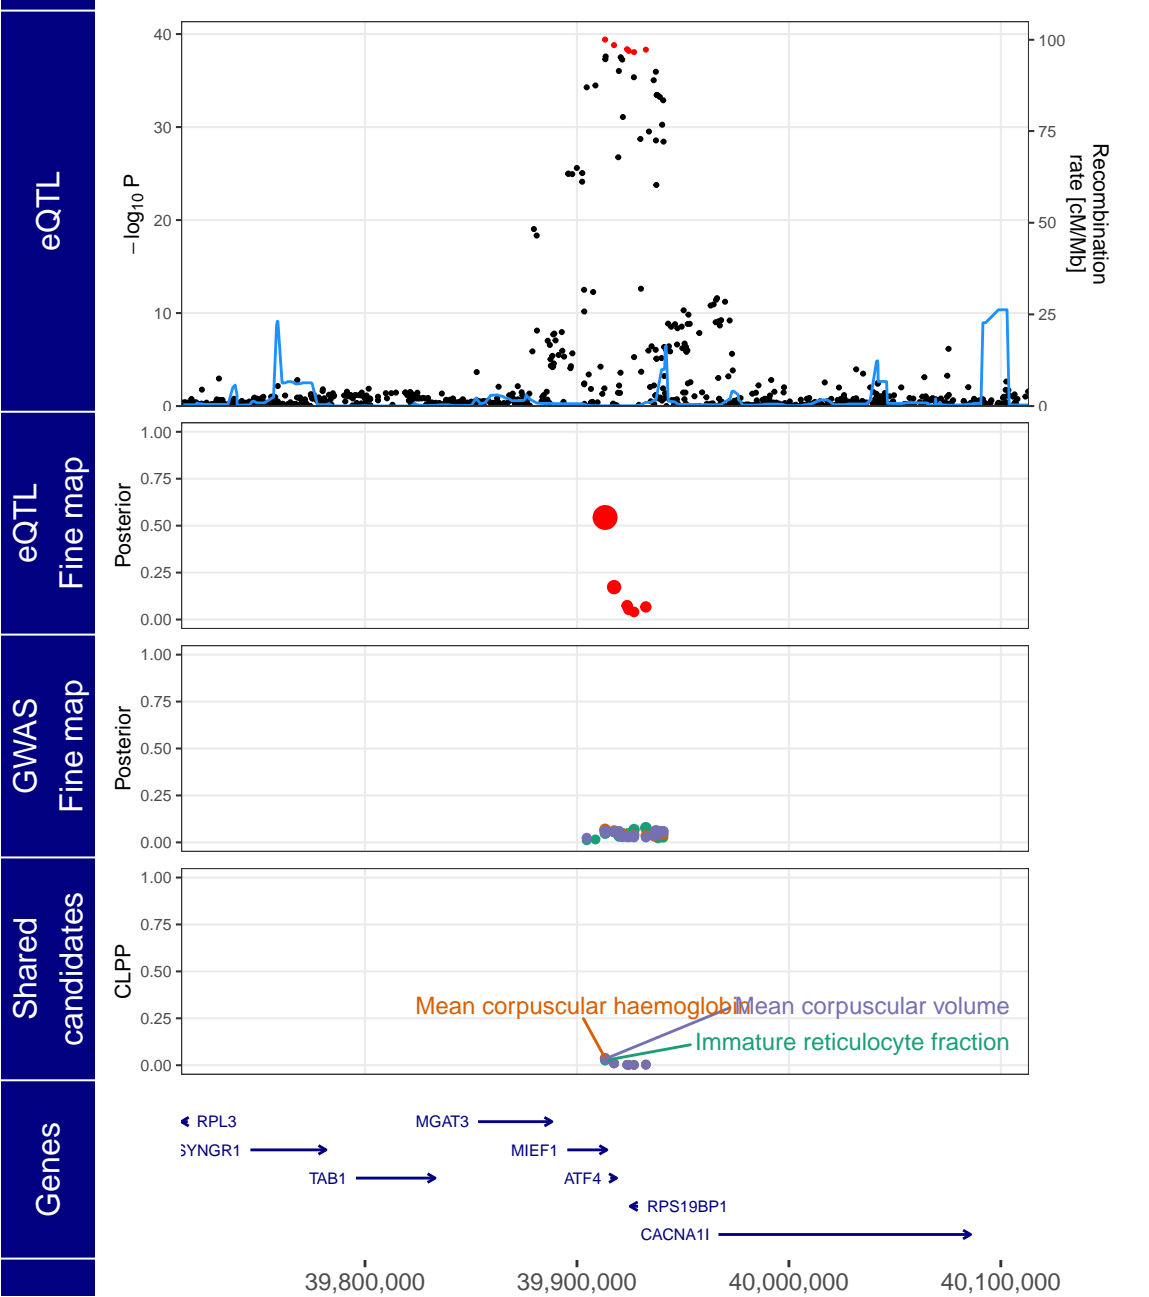 eQTL
−log10 P
40
30
20
10
0
100
75
50
25
0
Recombination
rate [cM/Mb]
eQTL
Fine map
Posterior
1.00
0.75
0.50
0.25
0.00
GWAS
Fine map
Posterior
1.00
0.75
0.50
0.25
0.00
Shared
candidates
CLPP
1.00
0.75
0.50
0.25
0.00
Mean corpuscular haemoglobin
Mean corpuscular volume
Immature reticulocyte fraction
Genes
RPL3
MGAT3
SYNGR1
MIEF1
TAB1
ATF4
RPS19BP1
CACNA1I
39,800,000
39,900,000
40,000,000
40,100,000